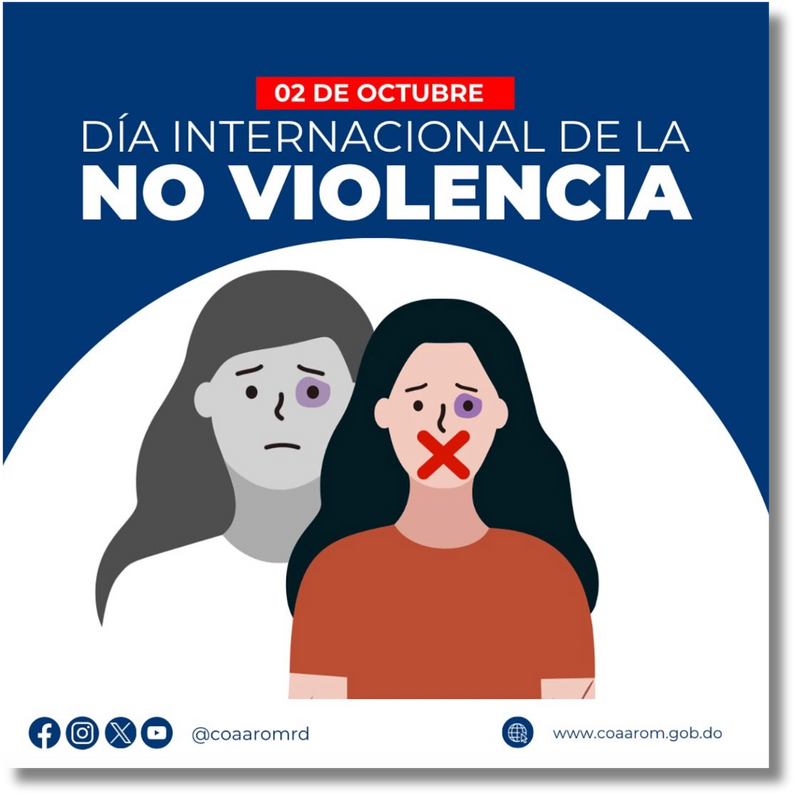 02 DE OCTUBRE
DÍA INTERNACIONAL DE LA
NO VIOLENCIA
@coaaromrd
www.coaarom.gob.do